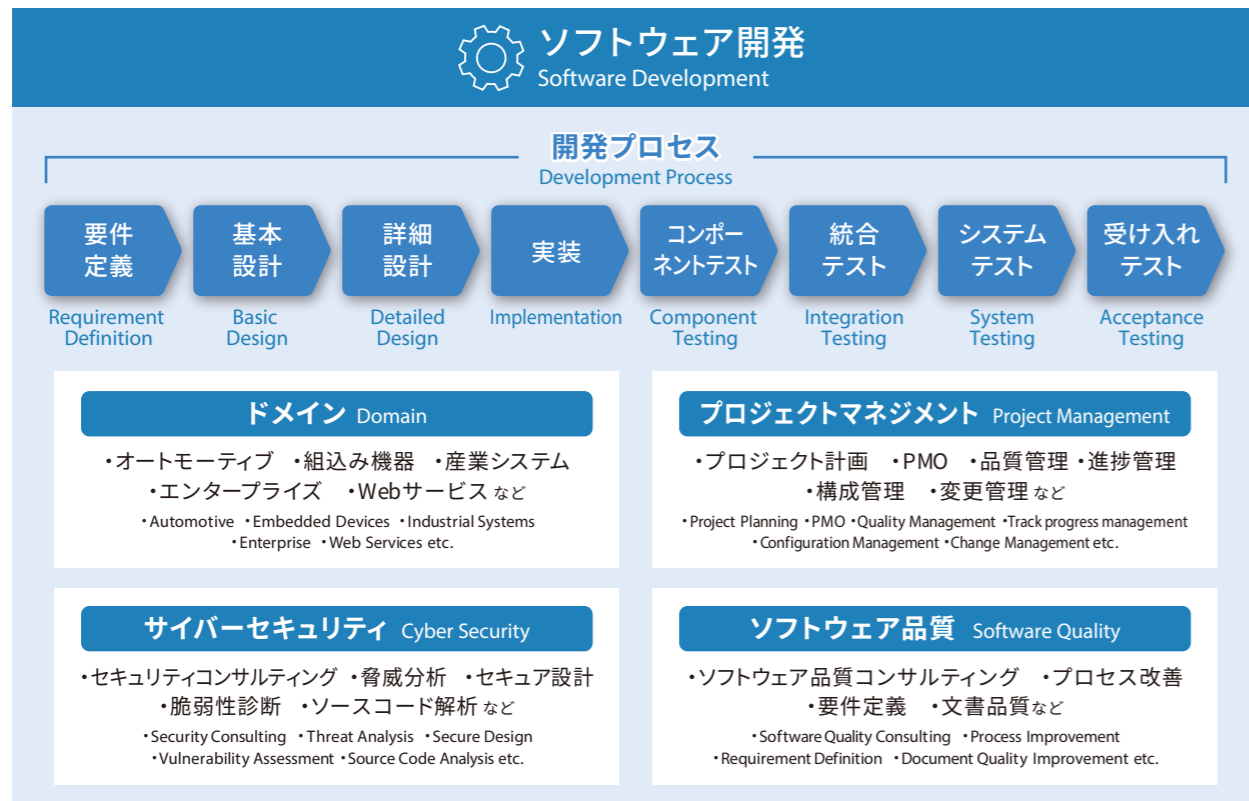 ソフトウェア開発
Software Development
開発プロセス
Development Process
要件
定義
基本
設計
詳細
設計
実装
コンポー
ネントテスト
統合
テスト
システム
テスト
受け入れ
テスト
Requirement
Definition
Basic
Design
Detailed
Design
Implementation
Component
Testing
Integration
Testing
System
Testing
Acceptance
Testing
ドメイン Domain
・オートモーティブ ・組込み機器 ・産業システム
・エンタープライズ ・Webサービス など
・Automotive ・Embedded Devices ・Industrial Systems
・Enterprise ・Web Services etc.
プロジェクトマネジメント Project Management
・プロジェクト計画 ・PMO ・品質管理 ・進捗管理
・構成管理 ・変更管理 など
・Project Planning ・PMO ・Quality Management ・Track progress management
・Configuration Management ・Change Management etc.
サイバーセキュリティ Cyber Security
・セキュリティコンサルティング ・脅威分析 ・セキュア設計
・脆弱性診断 ・ソースコード解析 など
・Security Consulting ・Threat Analysis ・Secure Design
・Vulnerability Assessment ・Source Code Analysis etc.
ソフトウェア品質 Software Quality
・ソフトウェア品質コンサルティング ・プロセス改善
・要件定義 ・文書品質など
・Software Quality Consulting ・Process Improvement
・Requirement Definition ・Document Quality Improvement etc.